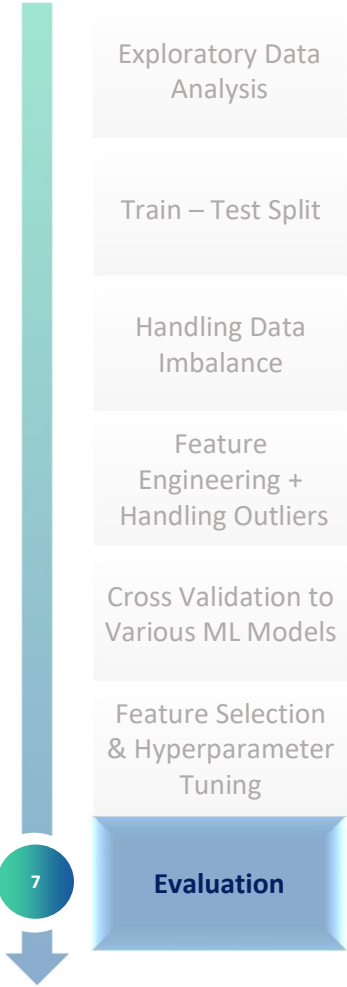 Exploratory Data
Analysis
Train – Test Split
Handling Data
Imbalance
Feature
Engineering +
Handling Outliers
Cross Validation to
Various ML Models
Feature Selection
& Hyperparameter
Tuning
7
Evaluation